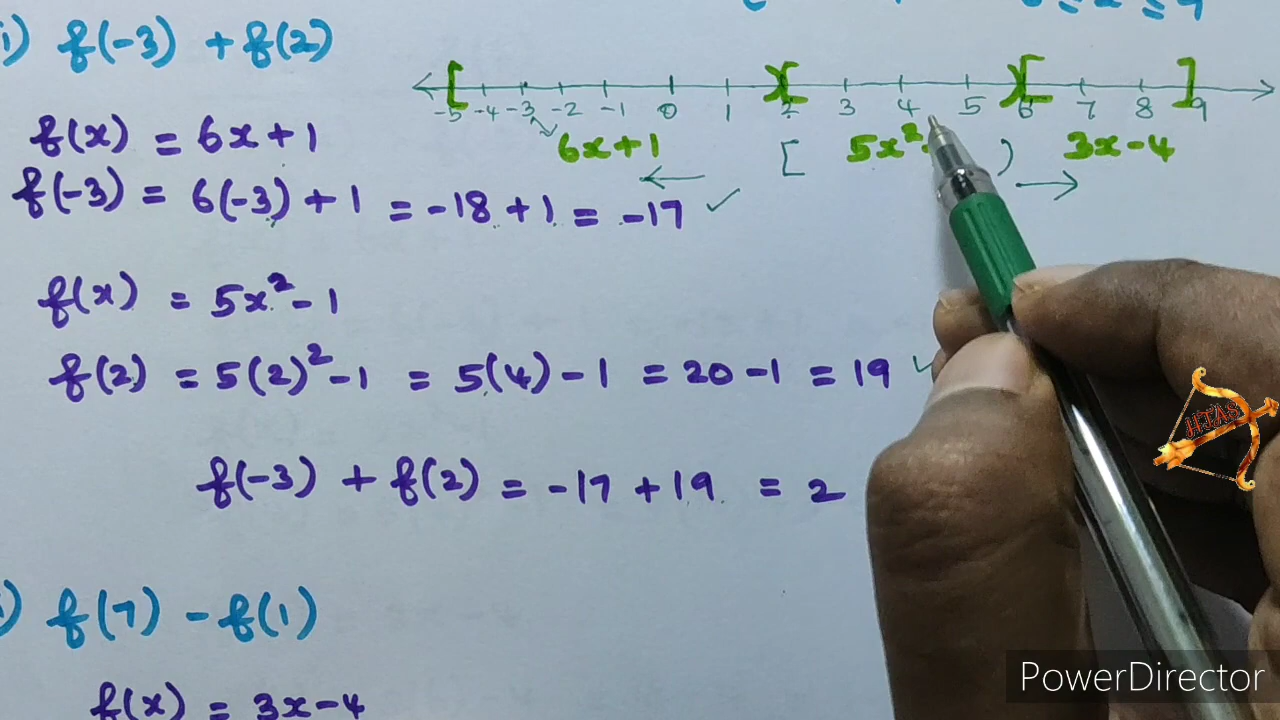 i) f(-3) + f(2)
-5 -4 -3 -2 -1 0 1 2 3 4 5 6 7 8 9
6x+1 [ 5x² ) 3x-4
f(x) = 6x+1
f(-3) = 6(-3)+1 = -18+1 = -17 ✓
f(x) = 5x²-1
f(2) = 5(2)²-1 = 5(4)-1 = 20-1 = 19 ✓
HTAS
f(-3) + f(2) = -17+19 = 2
) f(7) - f(1)
f(x) = 3x-4
PowerDirector